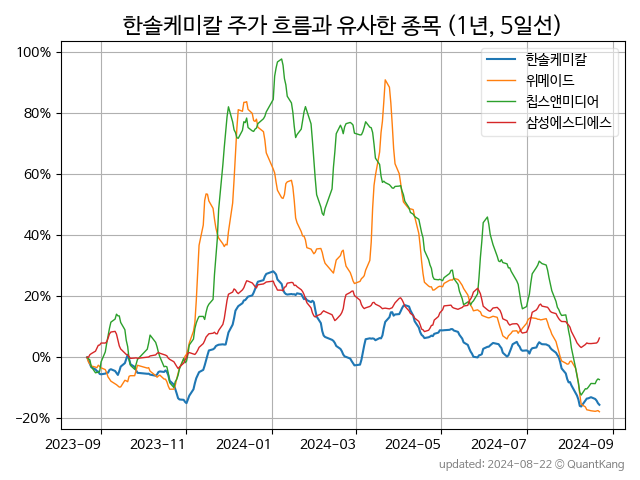 한솔케미칼 주가 흐름과 유사한 종목 (1년, 5일선)
한솔케미칼
위메이드
칩스앤미디어
삼성에스디에스
100%
80%
60%
40%
20%
0%
−20%
2023-09 2023-11 2024-01 2024-03 2024-05 2024-07 2024-09
updated: 2024-08-22 © QuantKang